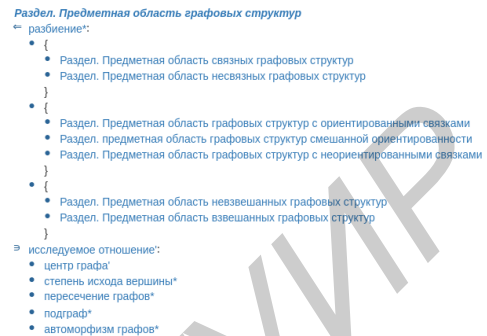 Раздел. Предметная область графовых структур
⇐ разбиение*:
• {
• Раздел. Предметная область связных графовых структур
• Раздел. Предметная область несвязных графовых структур
}
• {
• Раздел. Предметная область графовых структур с ориентированными связками
• Раздел. предметная область графовых структур смешанной ориентированности
• Раздел. Предметная область графовых структур с неориентированными связками
}
• {
• Раздел. Предметная область невзвешенных графовых структур
• Раздел. Предметная область взвешенных графовых структур
}
∋ исследуемое отношение':
• центр графа'
• степень исхода вершины*
• пересечение графов*
• подграф*
• автоморфизм графов*